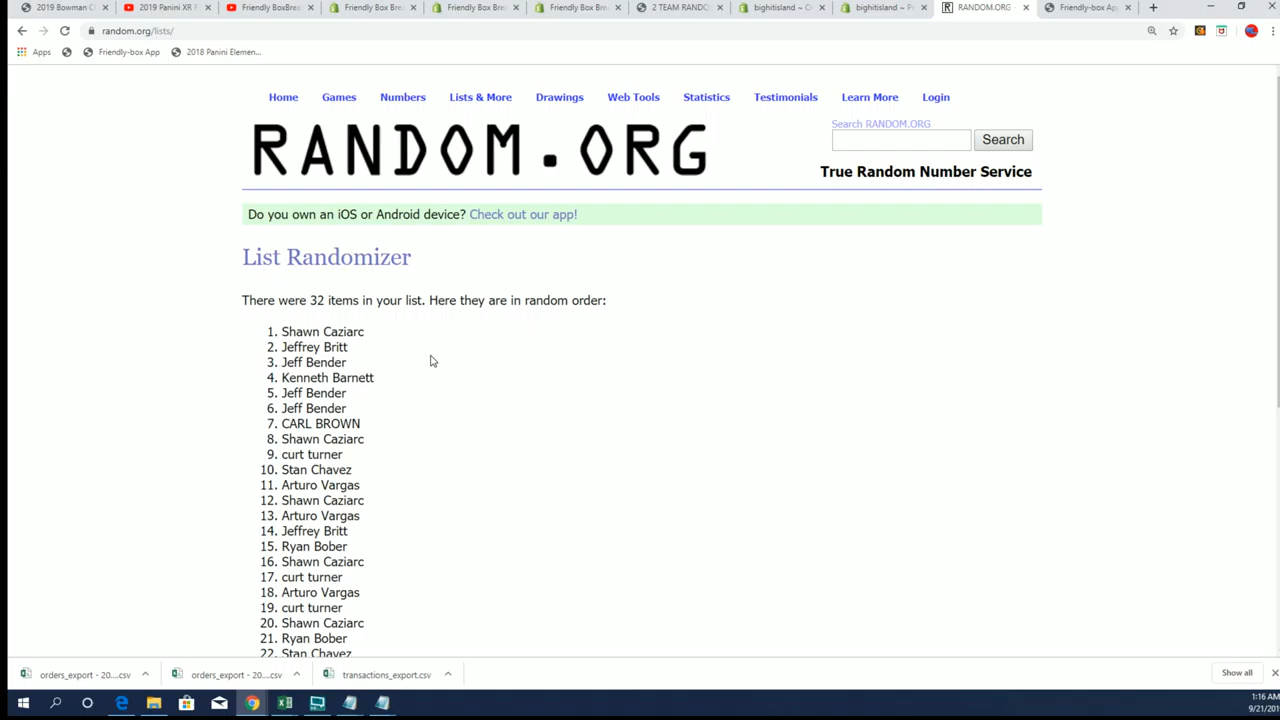 2019 Bowman C
2019 Panini XR F
Friendly BoxBrea
Friendly Box Bre
Friendly Box Bre
Friendly Box Bre
2 TEAM RANDO
bighitisland ~ O
bighitisland ~ P
RANDOM.ORG -
Friendly-box Ap
random.org/lists/
Apps
Friendly-box App
2018 Panini Elemen...
Home Games Numbers Lists & More Drawings Web Tools Statistics Testimonials Learn More Login
RANDOM.ORG
Search RANDOM.ORG
Search
True Random Number Service
Do you own an iOS or Android device? Check out our app!
List Randomizer
There were 32 items in your list. Here they are in random order:
1. Shawn Caziarc
2. Jeffrey Britt
3. Jeff Bender
4. Kenneth Barnett
5. Jeff Bender
6. Jeff Bender
7. CARL BROWN
8. Shawn Caziarc
9. curt turner
10. Stan Chavez
11. Arturo Vargas
12. Shawn Caziarc
13. Arturo Vargas
14. Jeffrey Britt
15. Ryan Bober
16. Shawn Caziarc
17. curt turner
18. Arturo Vargas
19. curt turner
20. Shawn Caziarc
21. Ryan Bober
22. Stan Chavez
orders_export - 20....csv
orders_export - 20....csv
transactions_export.csv
Show all
1:16 AM
9/21/20